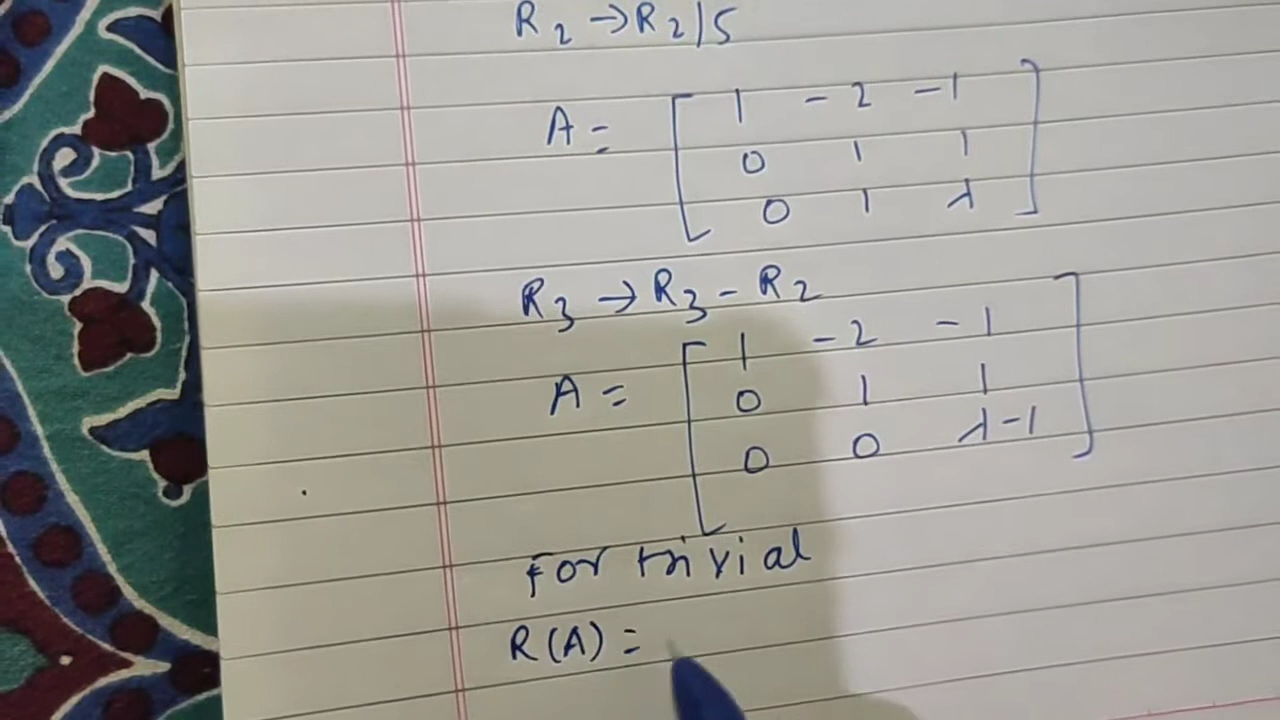 R2 → R2/5
A = [ 1 -2 -1
0 1 1
0 1 λ ]
R3 → R3 - R2
A = [ 1 -2 -1
0 1 1
0 0 λ-1 ]
For trivial
R(A) =